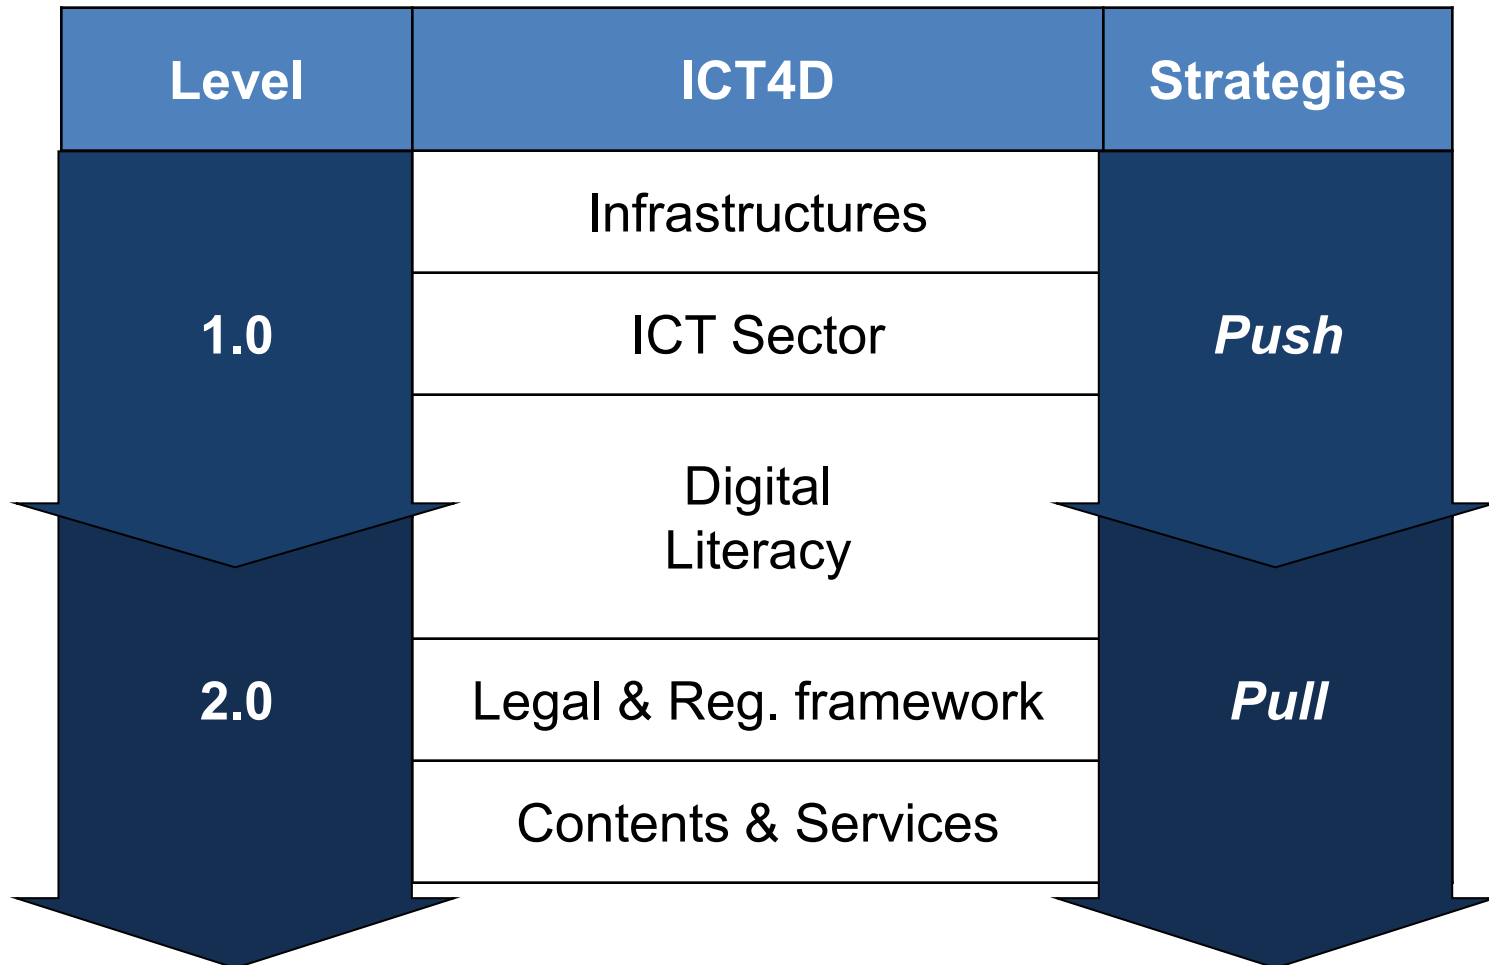 Level
ICT4D
Strategies
Infrastructures
1.0
ICT Sector
Push
Digital
Literacy
2.0
Legal & Reg. framework
Pull
Contents & Services